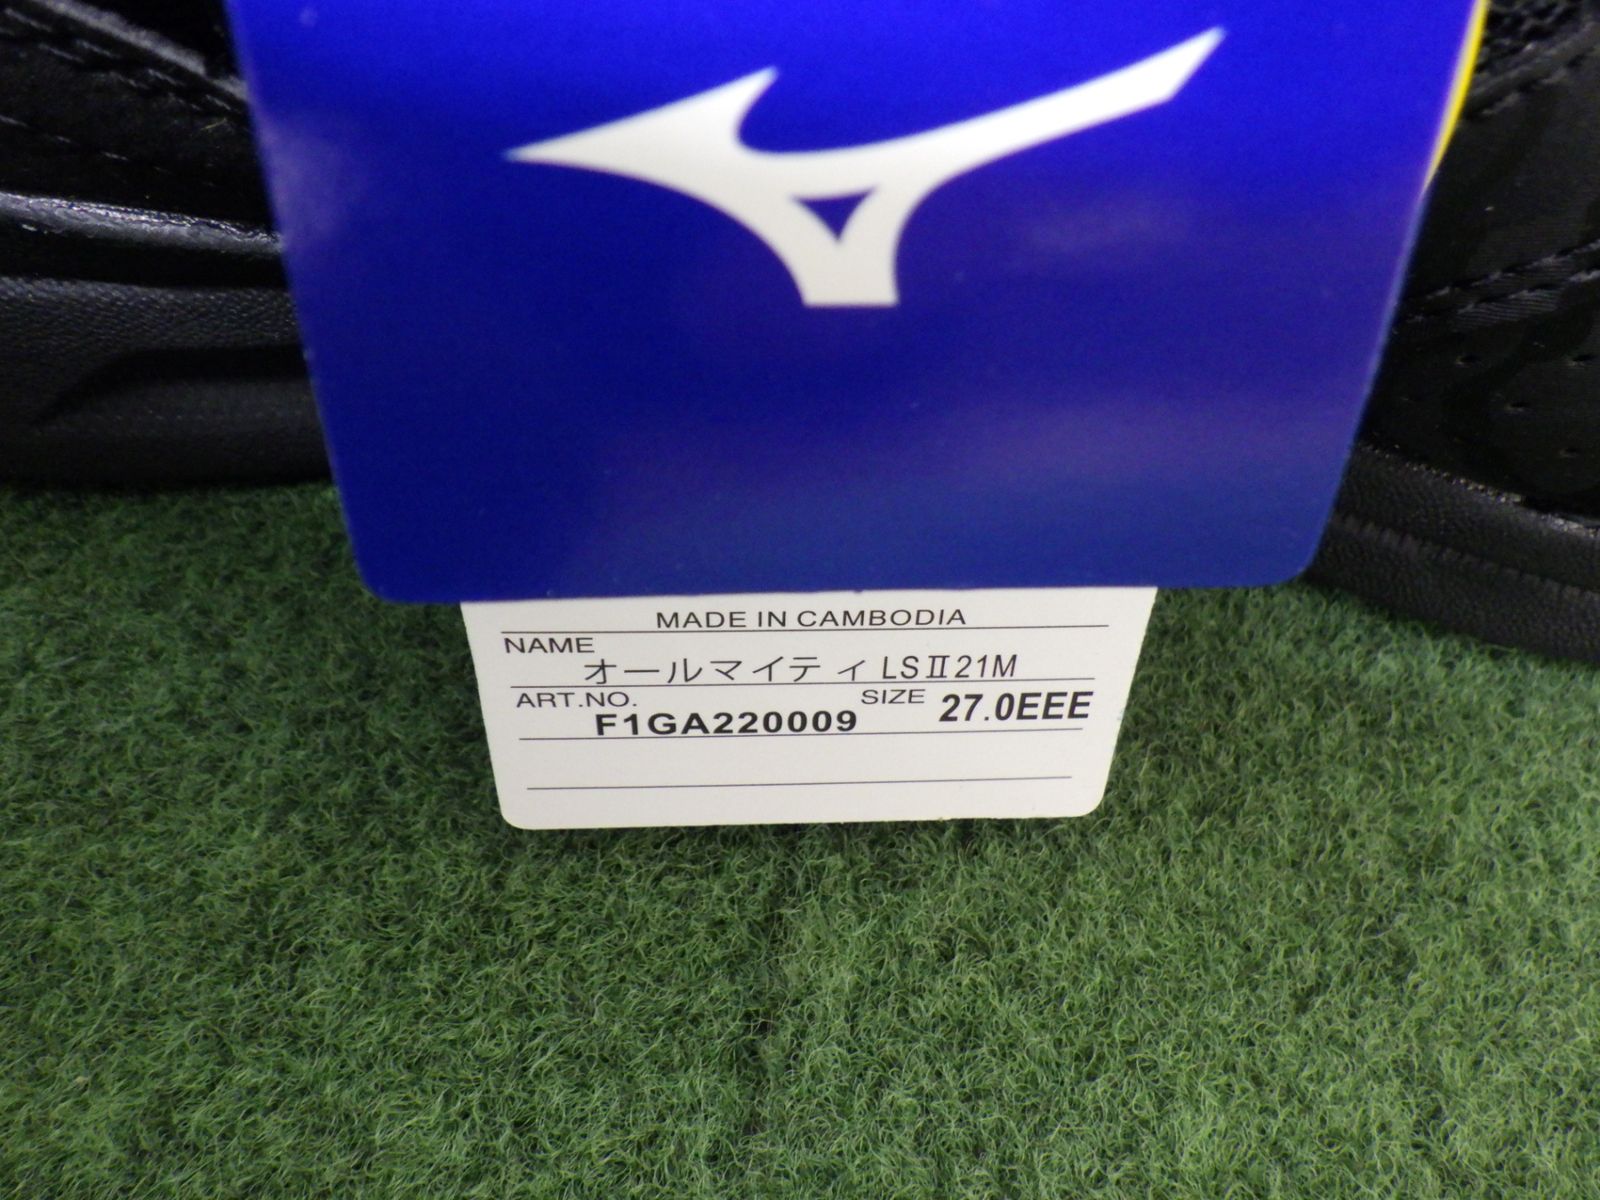 MADE IN CAMBODIA
NAME
オールマイティ LSⅡ21M
ART.NO. F1GA220009 SIZE 27.0EEE